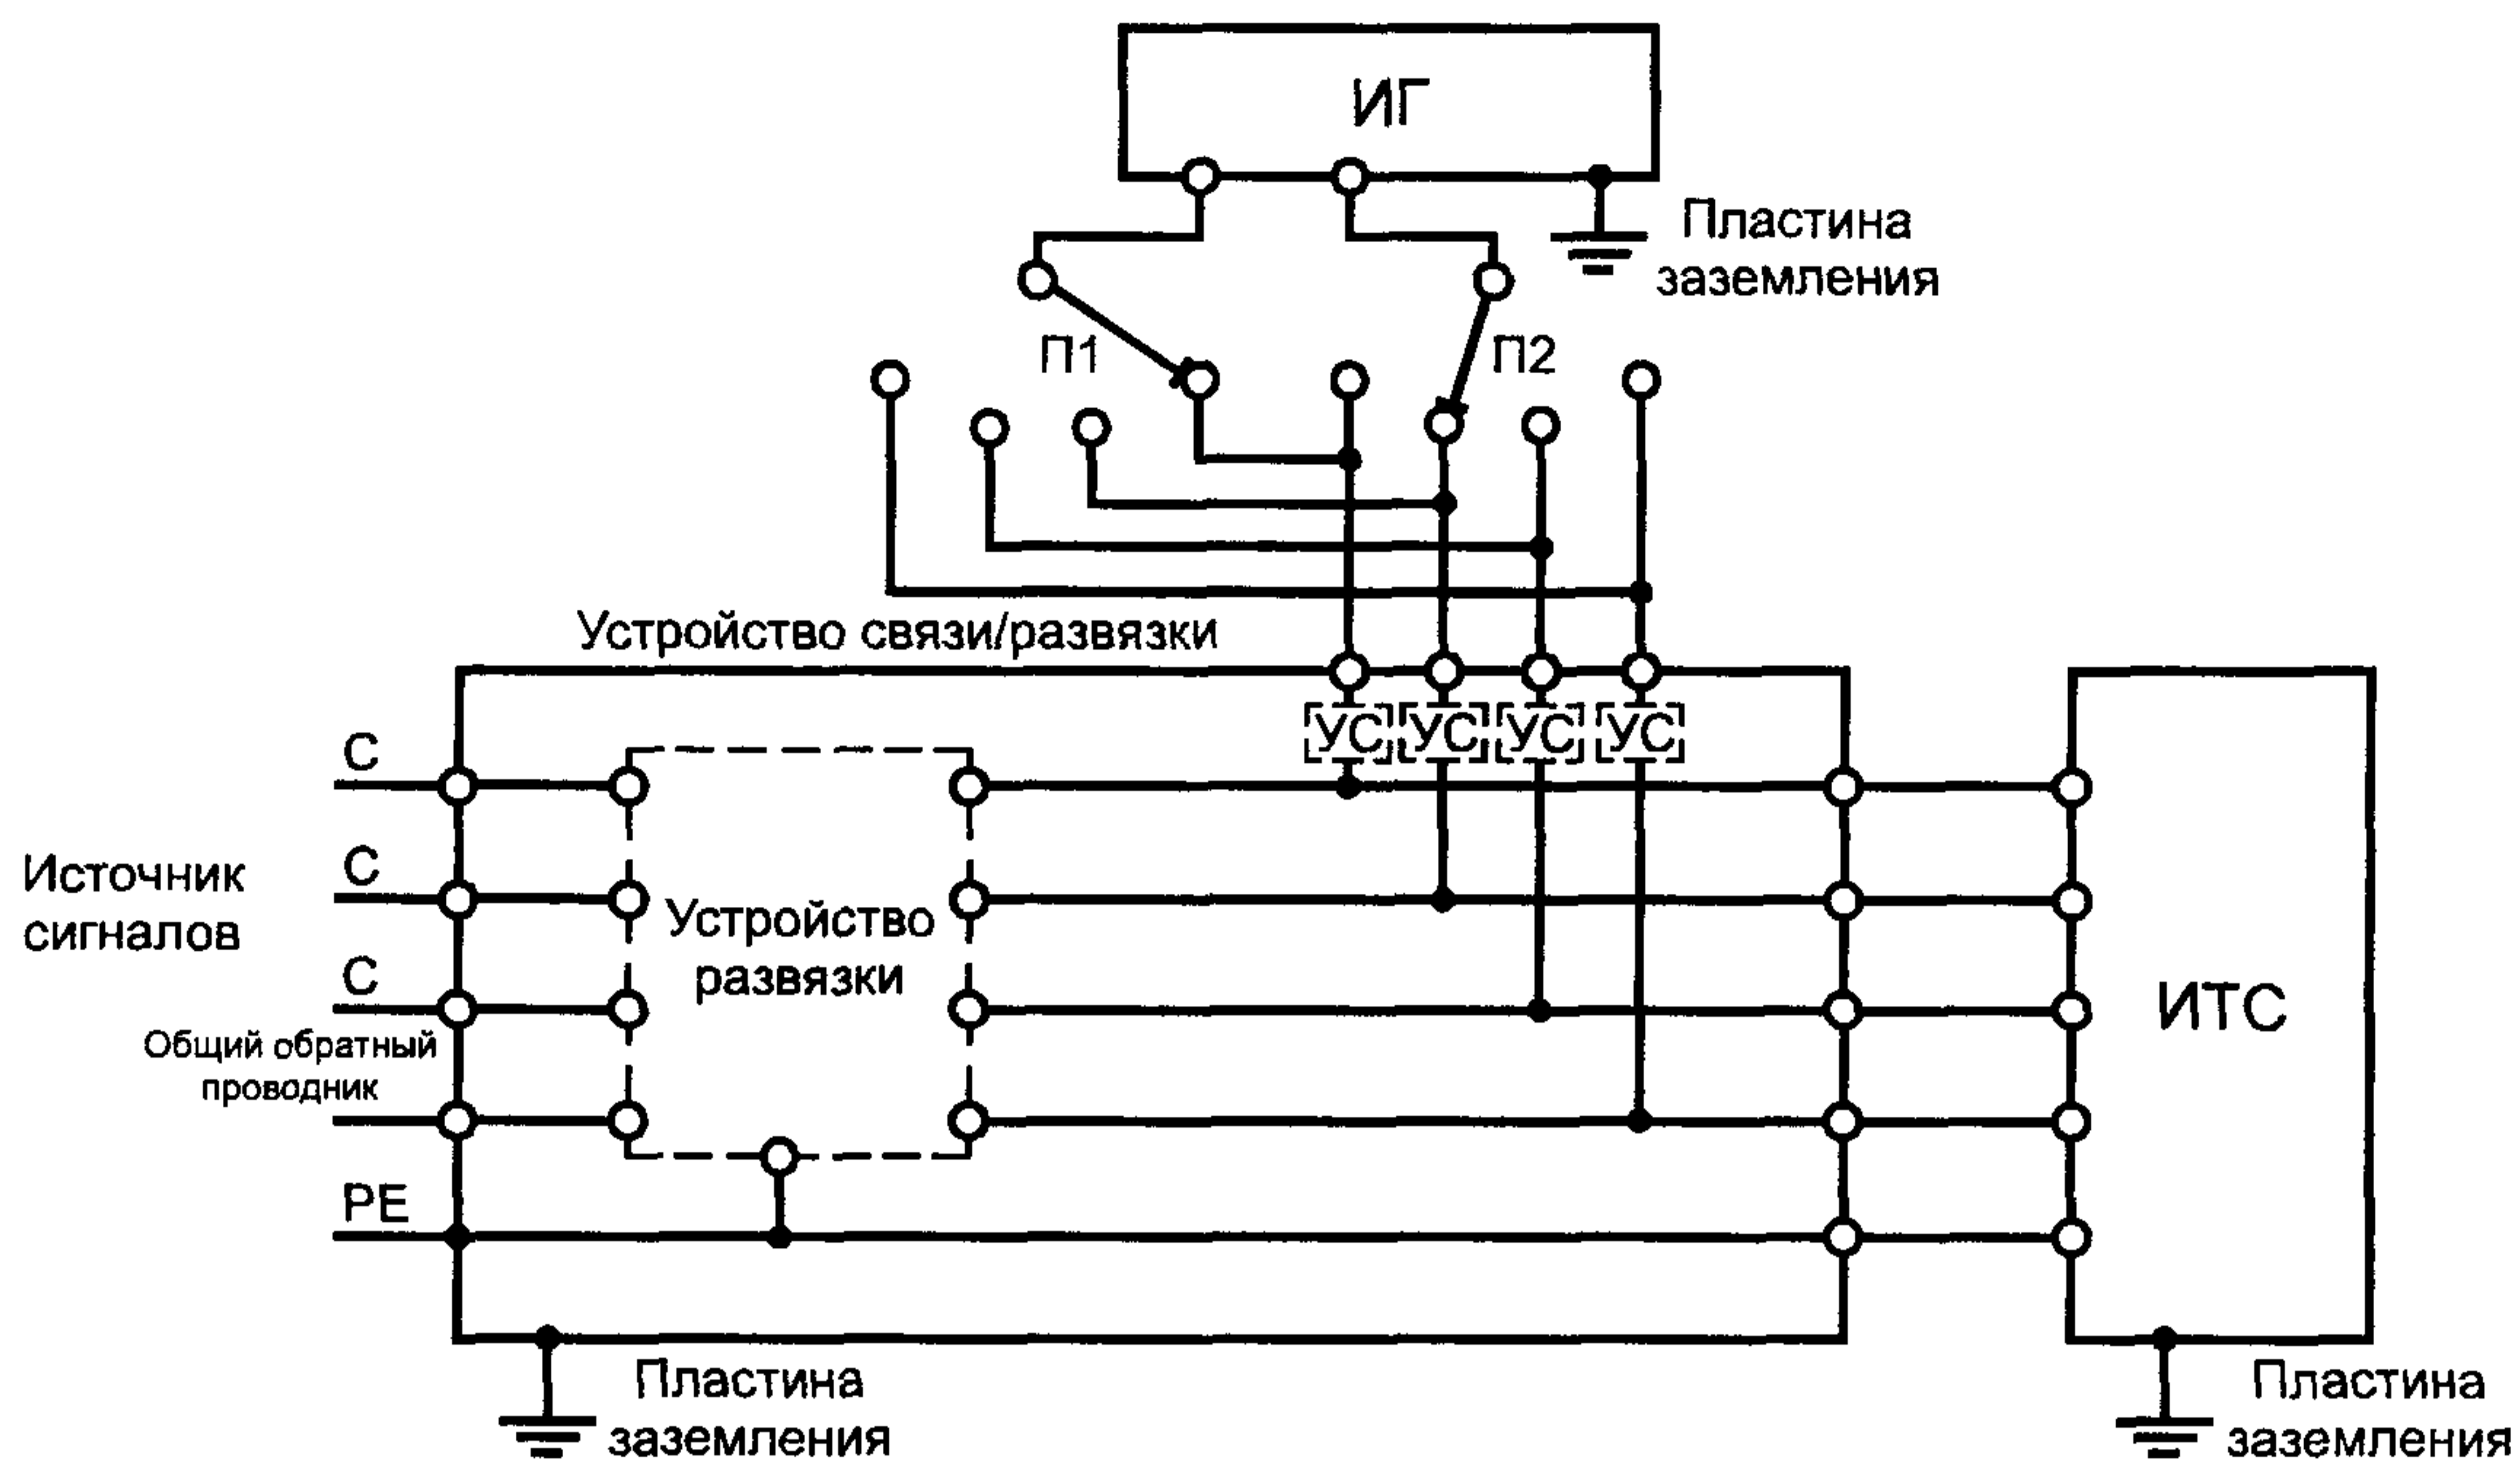 ИГ
Пластина
заземления
П1
П2
Устройство связи/развязки
УС УС УС УС
С
С
Источник
сигналов
Устройство
развязки
С
ИТС
Общий обратный
проводник
PE
Пластина
заземления
Пластина
заземления